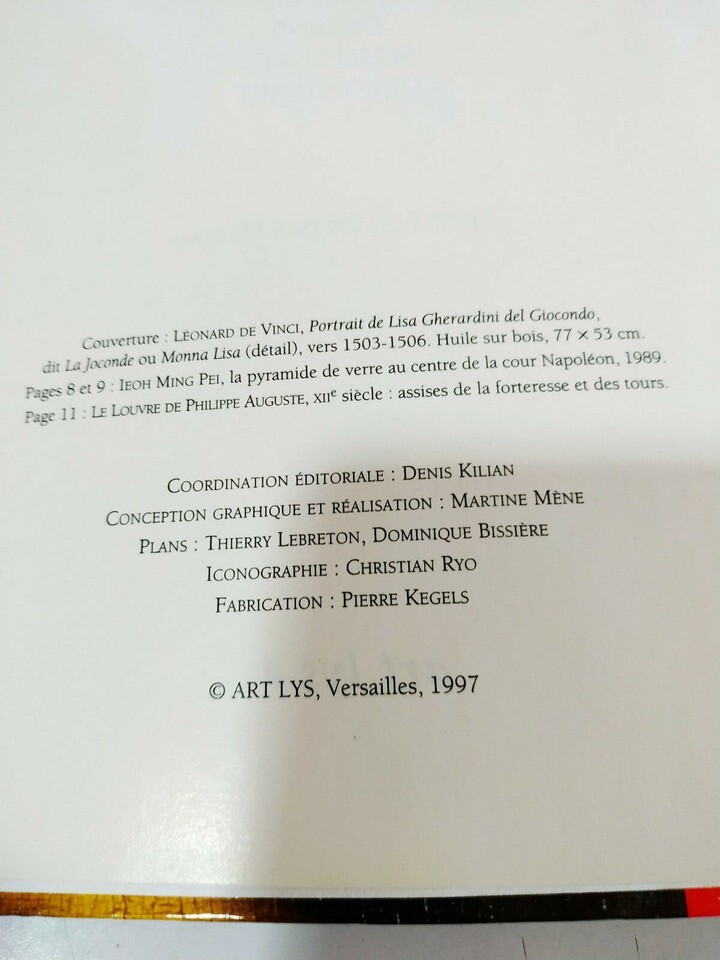 Couverture : LÉONARD DE VINCI, Portrait de Lisa Gherardini del Giocondo,
dit La Joconde ou Monna Lisa (détail), vers 1503-1506. Huile sur bois, 77 × 53 cm.
Pages 8 et 9 : IEOH MING PEI, la pyramide de verre au centre de la cour Napoléon, 1989.
Page 11 : LE LOUVRE DE PHILIPPE AUGUSTE, XIIe siècle : assises de la forteresse et des tours.
COORDINATION ÉDITORIALE : DENIS KILIAN
CONCEPTION GRAPHIQUE ET RÉALISATION : MARTINE MÈNE
PLANS : THIERRY LEBRETON, DOMINIQUE BISSIÈRE
ICONOGRAPHIE : CHRISTIAN RYO
FABRICATION : PIERRE KEGELS
© ART LYS, Versailles, 1997